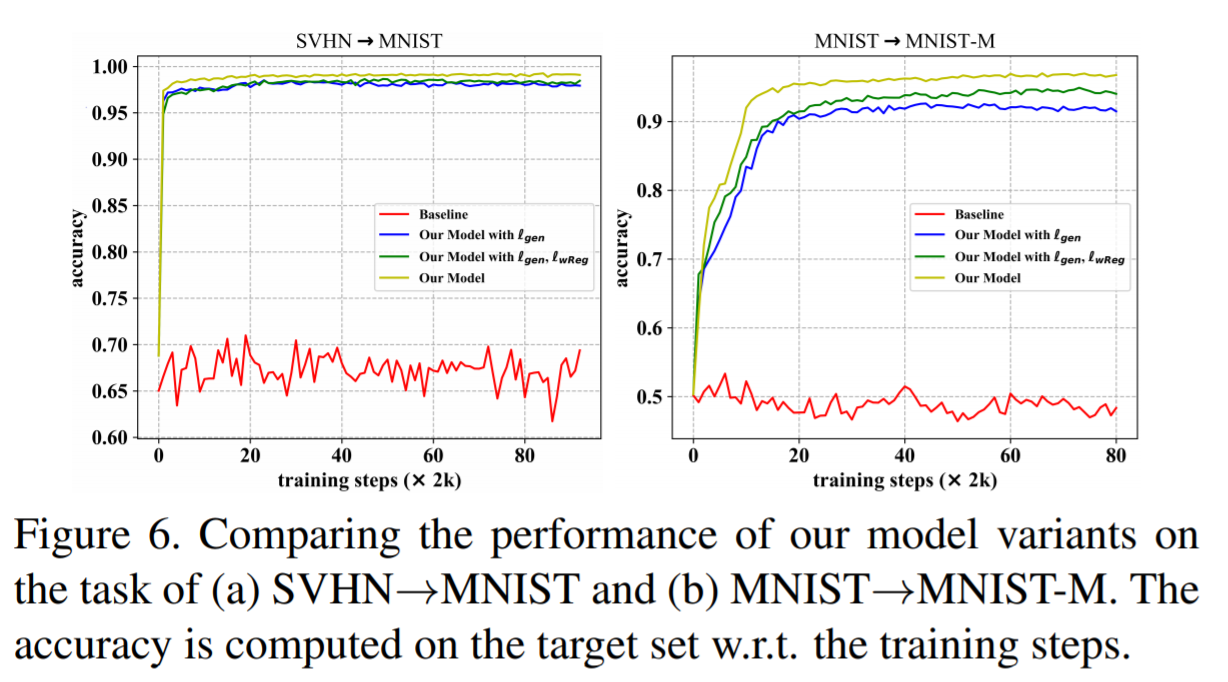 SVHN → MNIST
1.00
0.95
0.90
0.85
0.80
0.75
0.70
0.65
0.60
accuracy
Baseline
Our Model with ℓgen
Our Model with ℓgen, ℓwReg
Our Model
0 20 40 60 80
training steps (× 2k)
MNIST → MNIST-M
0.9
0.8
0.7
0.6
0.5
accuracy
Baseline
Our Model with ℓgen
Our Model with ℓgen, ℓwReg
Our Model
0 20 40 60 80
training steps (× 2k)
Figure 6. Comparing the performance of our model variants on
the task of (a) SVHN→MNIST and (b) MNIST→MNIST-M. The
accuracy is computed on the target set w.r.t. the training steps.